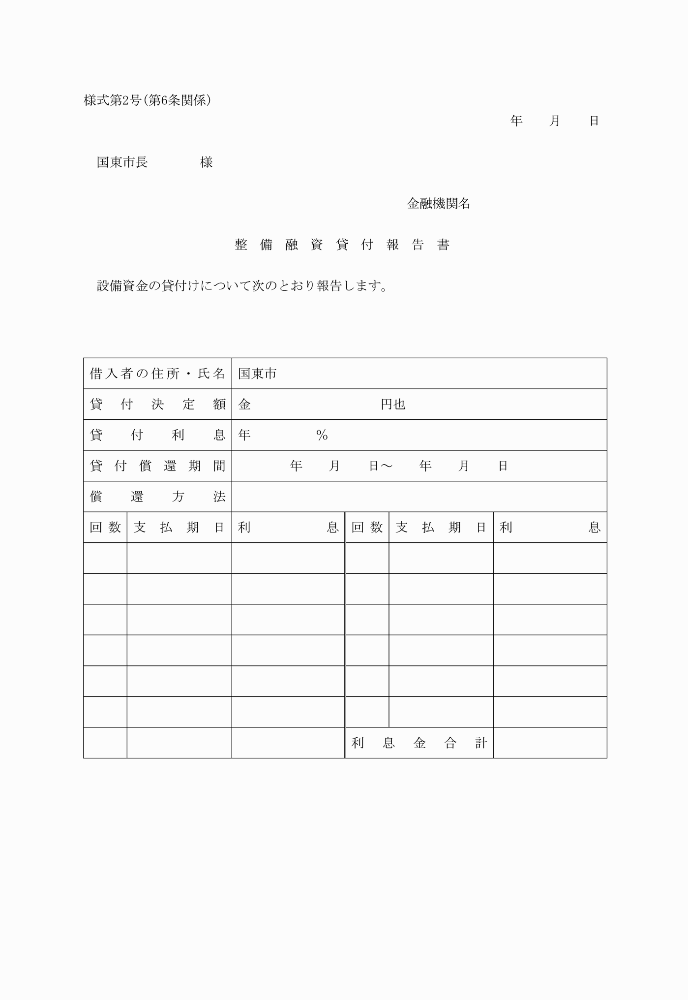 様式第2号(第6条関係)
年　　月　　日
国東市長　　　　様
金融機関名
整備融資貸付報告書
設備資金の貸付けについて次のとおり報告します。
借入者の住所・氏名　国東市
貸付決定額　金　　　　　　　　　　円也
貸付利息　年　　　　　％
貸付償還期間　　　　　年　　月　　日～　　年　　月　　日
償還方法
回数　支払期日　利息　回数　支払期日　利息
利息金合計